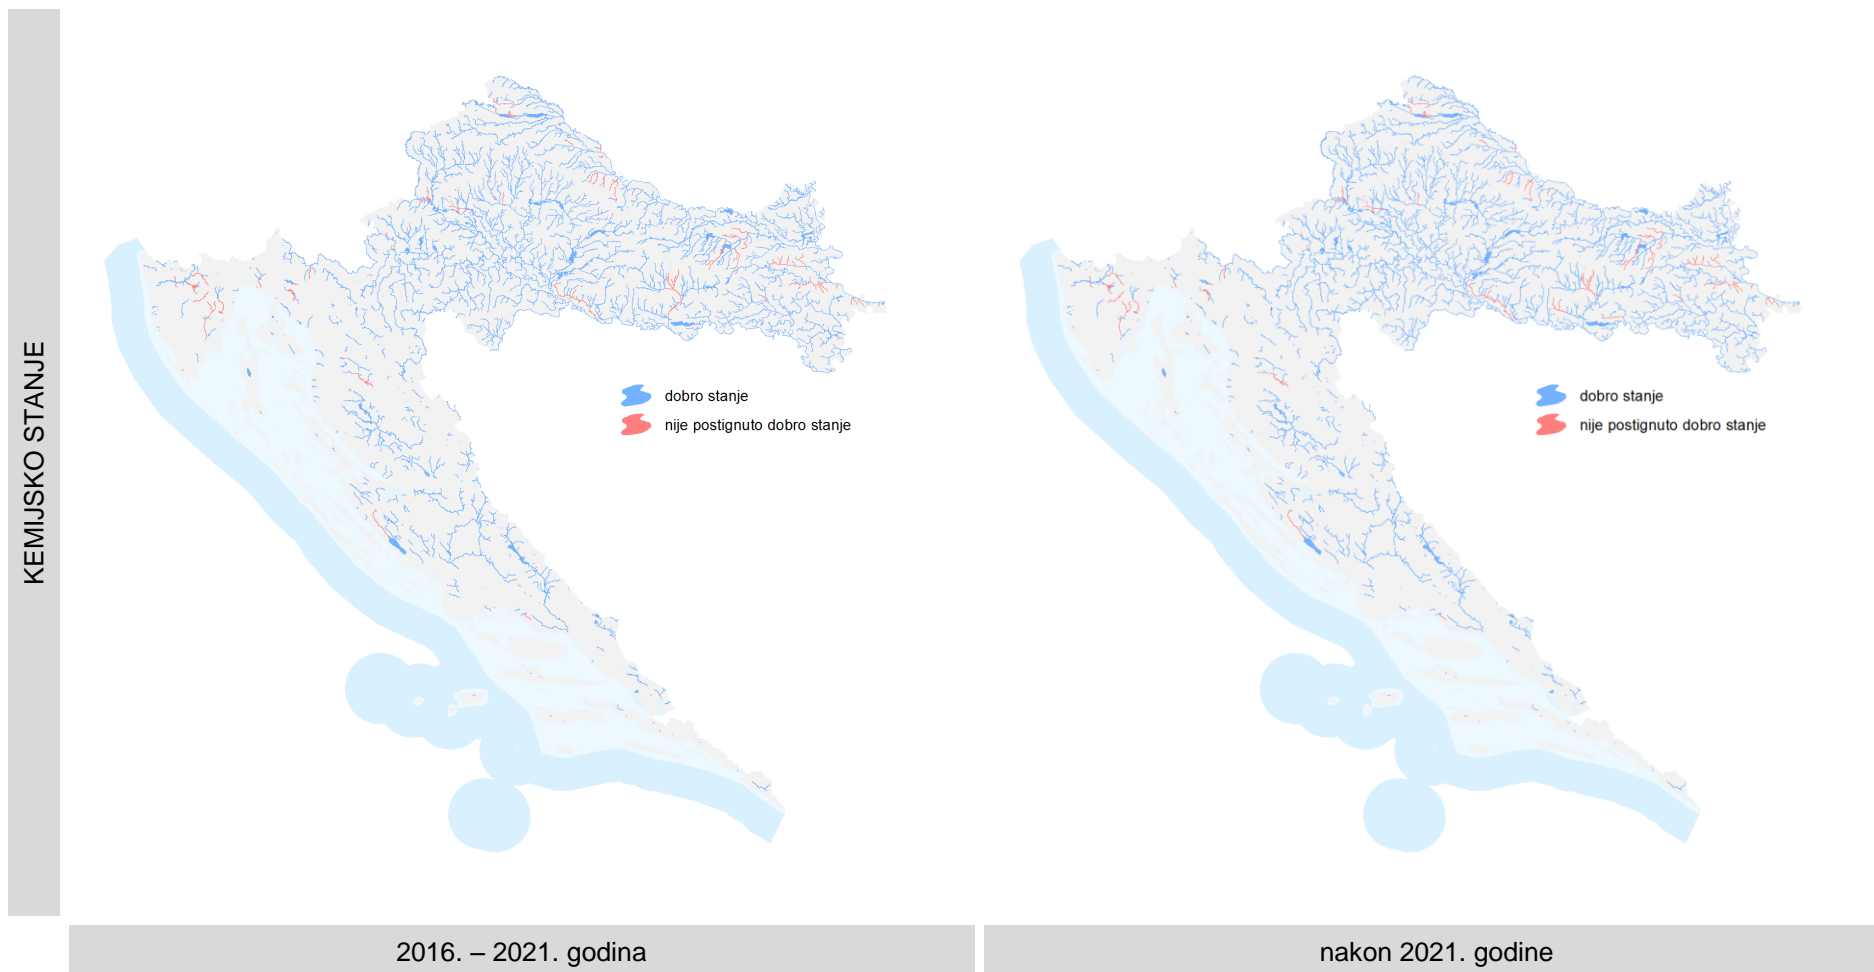 KEMIJSKO STANJE
dobro stanje
nije postignuto dobro stanje
dobro stanje
nije postignuto dobro stanje
2016. – 2021. godina
nakon 2021. godine